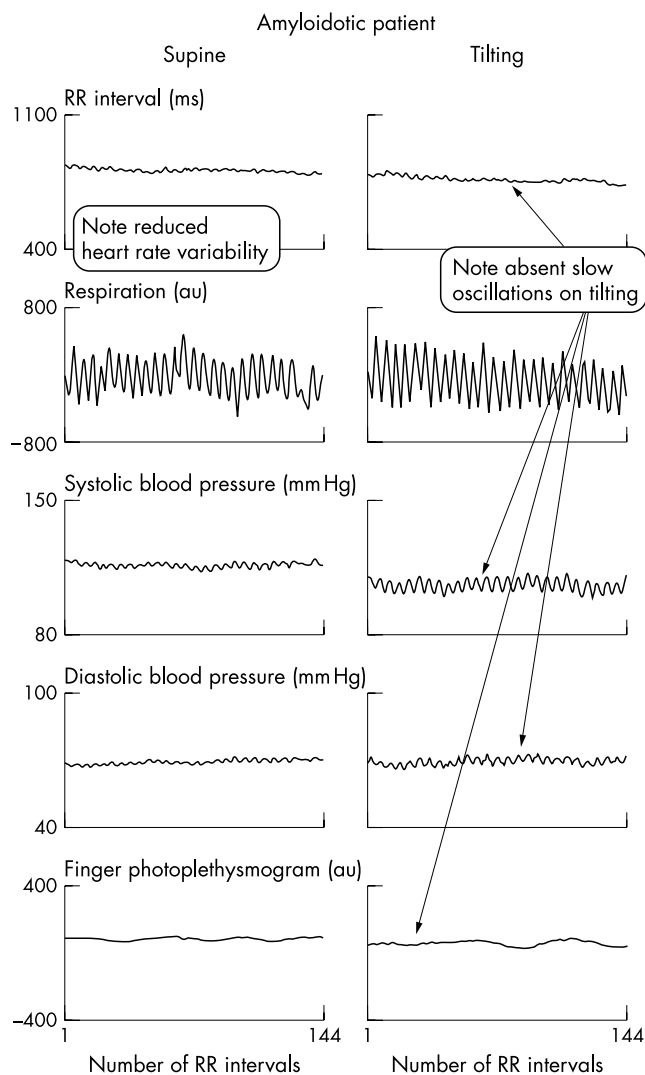 Amyloidotic patient
Supine
Tilting
RR interval (ms)
1100
400
Note reduced
heart rate variability
Note absent slow
oscillations on tilting
Respiration (au)
800
–800
Systolic blood pressure (mm Hg)
150
80
Diastolic blood pressure (mm Hg)
100
40
Finger photoplethysmogram (au)
400
–400
1
144
1
144
Number of RR intervals
Number of RR intervals